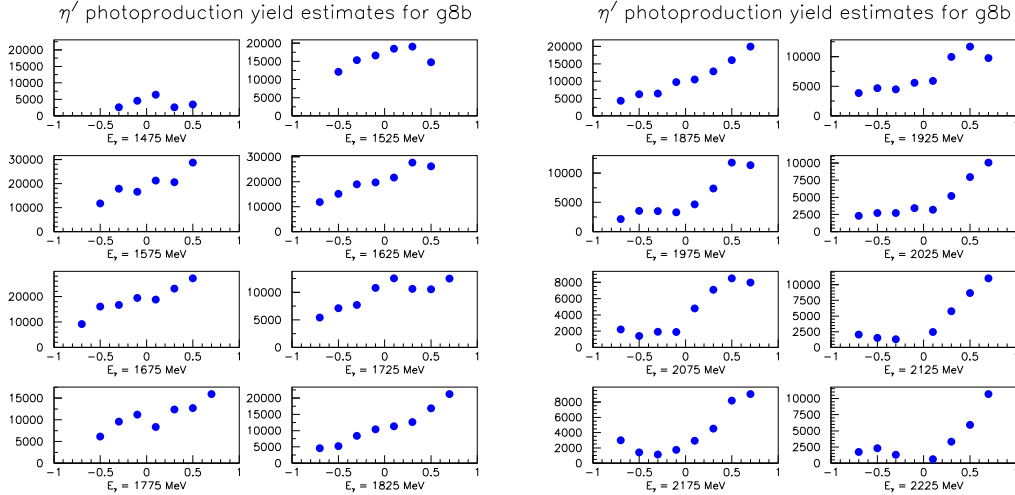 η′ photoproduction yield estimates for g8b
20000
15000
10000
5000
0
−1 −0.5 0 0.5 1
Eγ = 1475 MeV
20000
15000
10000
5000
0
−1 −0.5 0 0.5 1
Eγ = 1525 MeV
30000
20000
10000
0
−1 −0.5 0 0.5 1
Eγ = 1575 MeV
30000
20000
10000
0
−1 −0.5 0 0.5 1
Eγ = 1625 MeV
20000
10000
0
−1 −0.5 0 0.5 1
Eγ = 1675 MeV
10000
5000
0
−1 −0.5 0 0.5 1
Eγ = 1725 MeV
15000
10000
5000
0
−1 −0.5 0 0.5 1
Eγ = 1775 MeV
20000
15000
10000
5000
0
−1 −0.5 0 0.5 1
Eγ = 1825 MeV
η′ photoproduction yield estimates for g8b
20000
15000
10000
5000
0
−1 −0.5 0 0.5 1
Eγ = 1875 MeV
10000
5000
0
−1 −0.5 0 0.5 1
Eγ = 1925 MeV
10000
5000
0
−1 −0.5 0 0.5 1
Eγ = 1975 MeV
10000
7500
5000
2500
0
−1 −0.5 0 0.5 1
Eγ = 2025 MeV
8000
6000
4000
2000
0
−1 −0.5 0 0.5 1
Eγ = 2075 MeV
10000
7500
5000
2500
0
−1 −0.5 0 0.5 1
Eγ = 2125 MeV
8000
6000
4000
2000
0
−1 −0.5 0 0.5 1
Eγ = 2175 MeV
10000
7500
5000
2500
0
−1 −0.5 0 0.5 1
Eγ = 2225 MeV